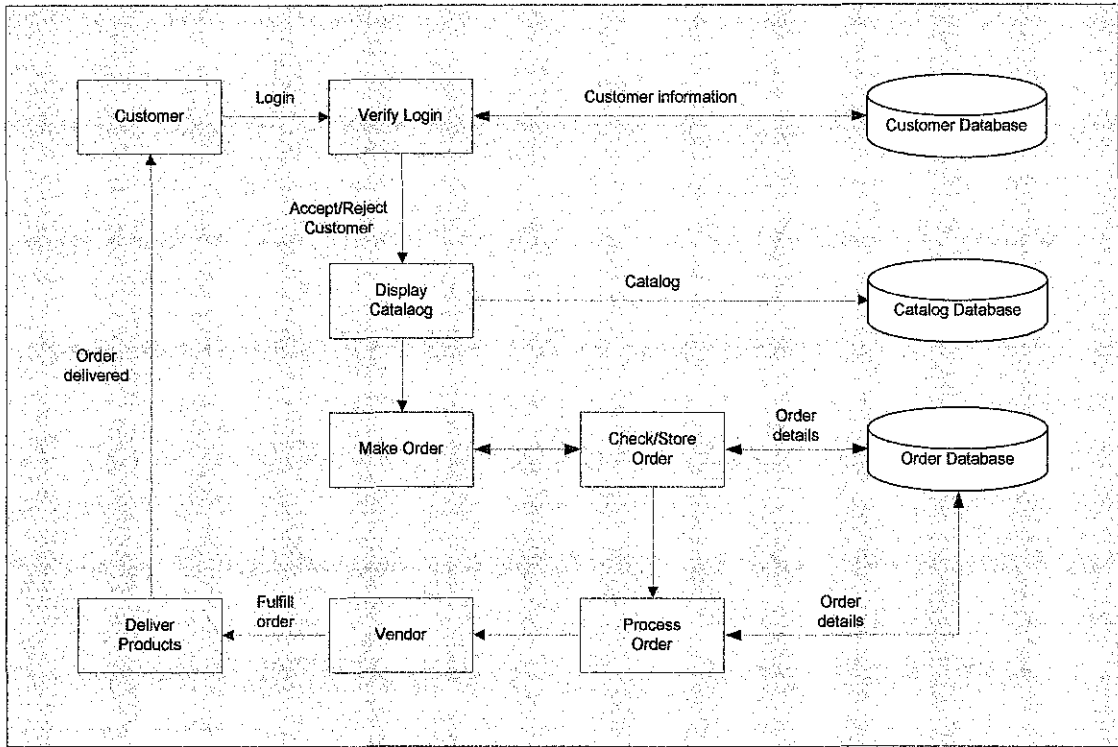 Customer
Login
Verify Login
Customer information
Customer Database
Accept/Reject
Customer
Display
Catalaog
Catalog
Catalog Database
Order
delivered
Make Order
Check/Store
Order
Order
details
Order Database
Deliver
Products
Fulfill
order
Vendor
Process
Order
Order
details